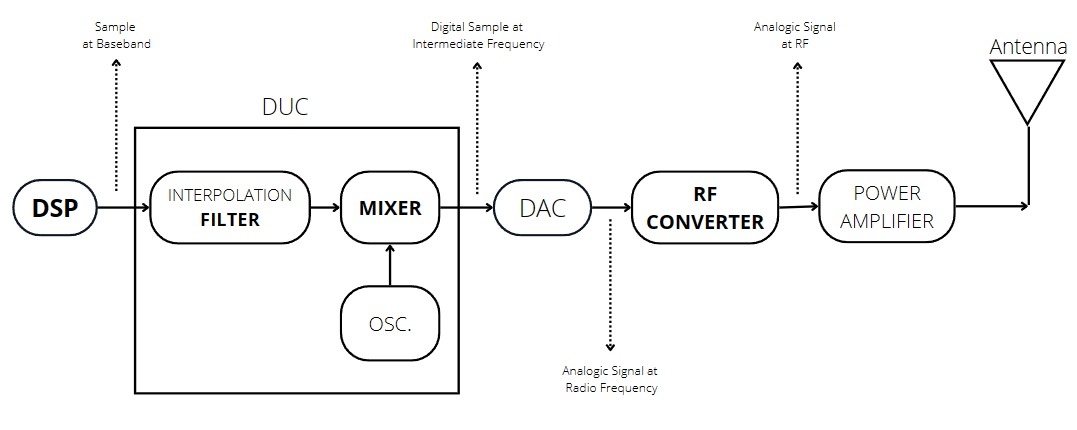 Sample
at Baseband
Digital Sample at
Intermediate Frequency
Analogic Signal
at RF
Antenna
DUC
DSP
INTERPOLATION
FILTER
MIXER
DAC
RF
CONVERTER
POWER
AMPLIFIER
OSC.
Analogic Signal at
Radio Frequency